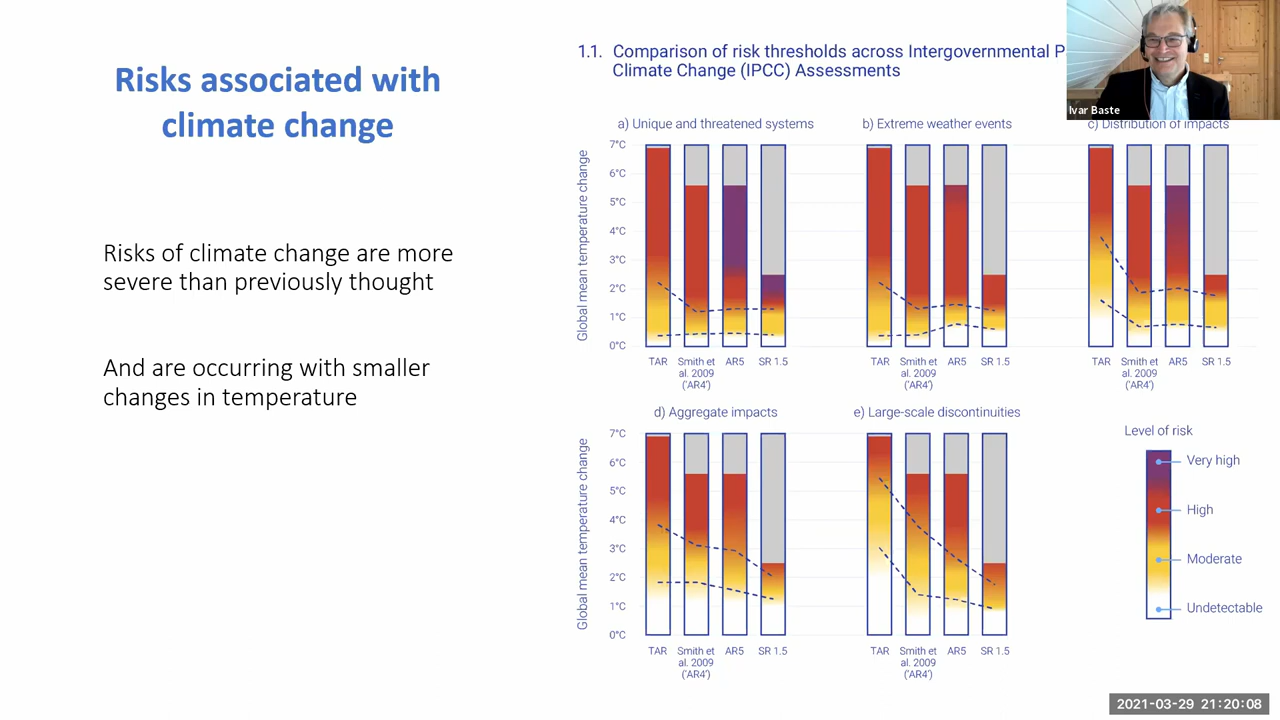 Risks associated with
climate change
Risks of climate change are more
severe than previously thought
And are occurring with smaller
changes in temperature
1.1. Comparison of risk thresholds across Intergovernmental P
Climate Change (IPCC) Assessments
Ivar Baste
a) Unique and threatened systems
b) Extreme weather events
c) Distribution of impacts
Global mean temperature change
7°C
6°C
5°C
4°C
3°C
2°C
1°C
0°C
TAR
Smith et
al. 2009
('AR4')
AR5
SR 1.5
TAR
Smith et
al. 2009
('AR4')
AR5
SR 1.5
TAR
Smith et
al. 2009
('AR4')
AR5
SR 1.5
d) Aggregate impacts
e) Large-scale discontinuities
Global mean temperature change
7°C
6°C
5°C
4°C
3°C
2°C
1°C
0°C
TAR
Smith et
al. 2009
('AR4')
AR5
SR 1.5
TAR
Smith et
al. 2009
('AR4')
AR5
SR 1.5
Level of risk
Very high
High
Moderate
Undetectable
2021-03-29 21:20:08